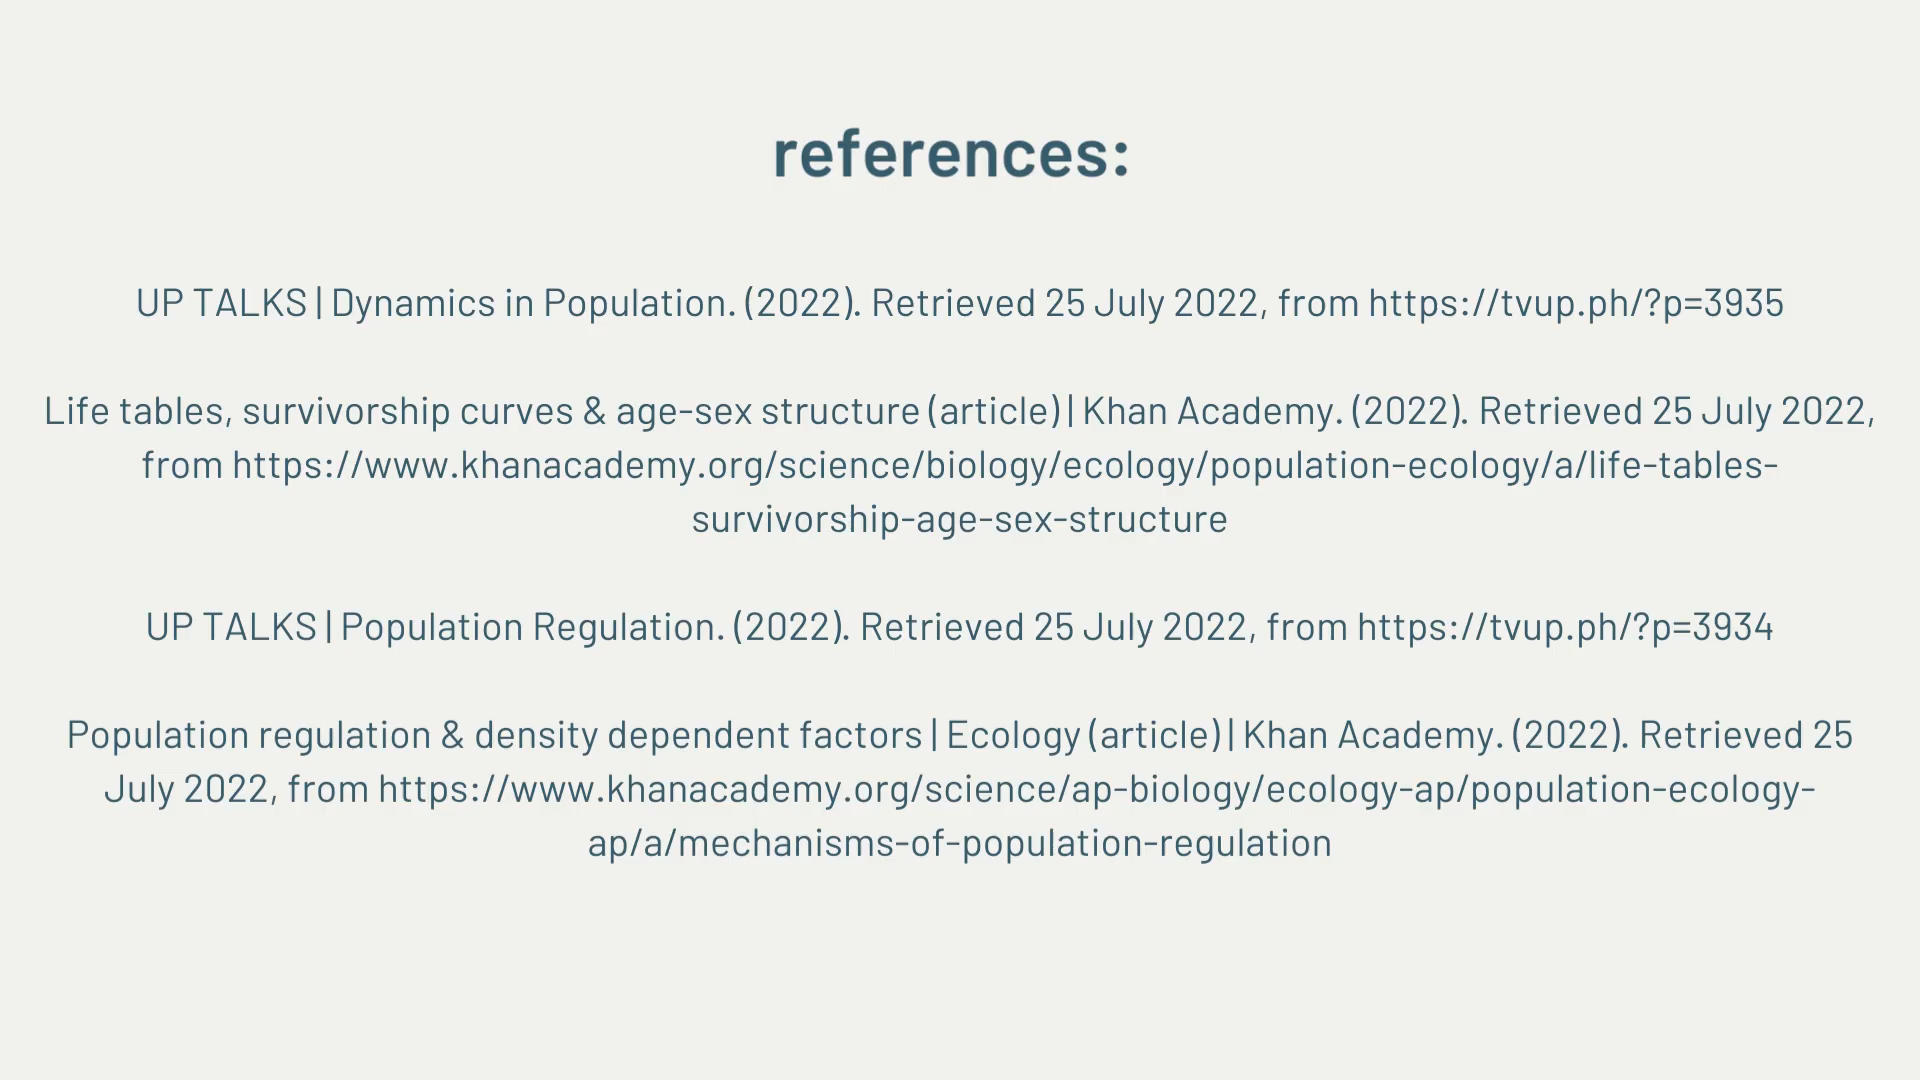 references:
UP TALKS | Dynamics in Population. (2022). Retrieved 25 July 2022, from https://tvup.ph/?p=3935
Life tables, survivorship curves & age-sex structure (article) | Khan Academy. (2022). Retrieved 25 July 2022,
from https://www.khanacademy.org/science/biology/ecology/population-ecology/a/life-tables-
survivorship-age-sex-structure
UP TALKS | Population Regulation. (2022). Retrieved 25 July 2022, from https://tvup.ph/?p=3934
Population regulation & density dependent factors | Ecology (article) | Khan Academy. (2022). Retrieved 25
July 2022, from https://www.khanacademy.org/science/ap-biology/ecology-ap/population-ecology-
ap/a/mechanisms-of-population-regulation